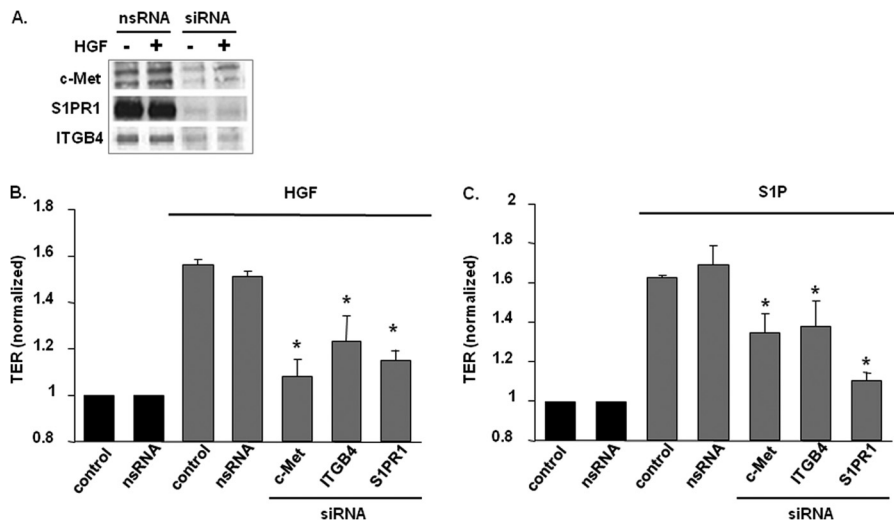 A.
nsRNA siRNA
HGF - + - +
c-Met
S1PR1
ITGB4
B.
HGF
TER (normalized)
1.8
1.6
1.4
1.2
1
0.8
* * *
control nsRNA control nsRNA c-Met ITGB4 S1PR1
siRNA
C.
S1P
TER (normalized)
2
1.8
1.6
1.4
1.2
1
0.8
* * *
control nsRNA control nsRNA c-Met ITGB4 S1PR1
siRNA